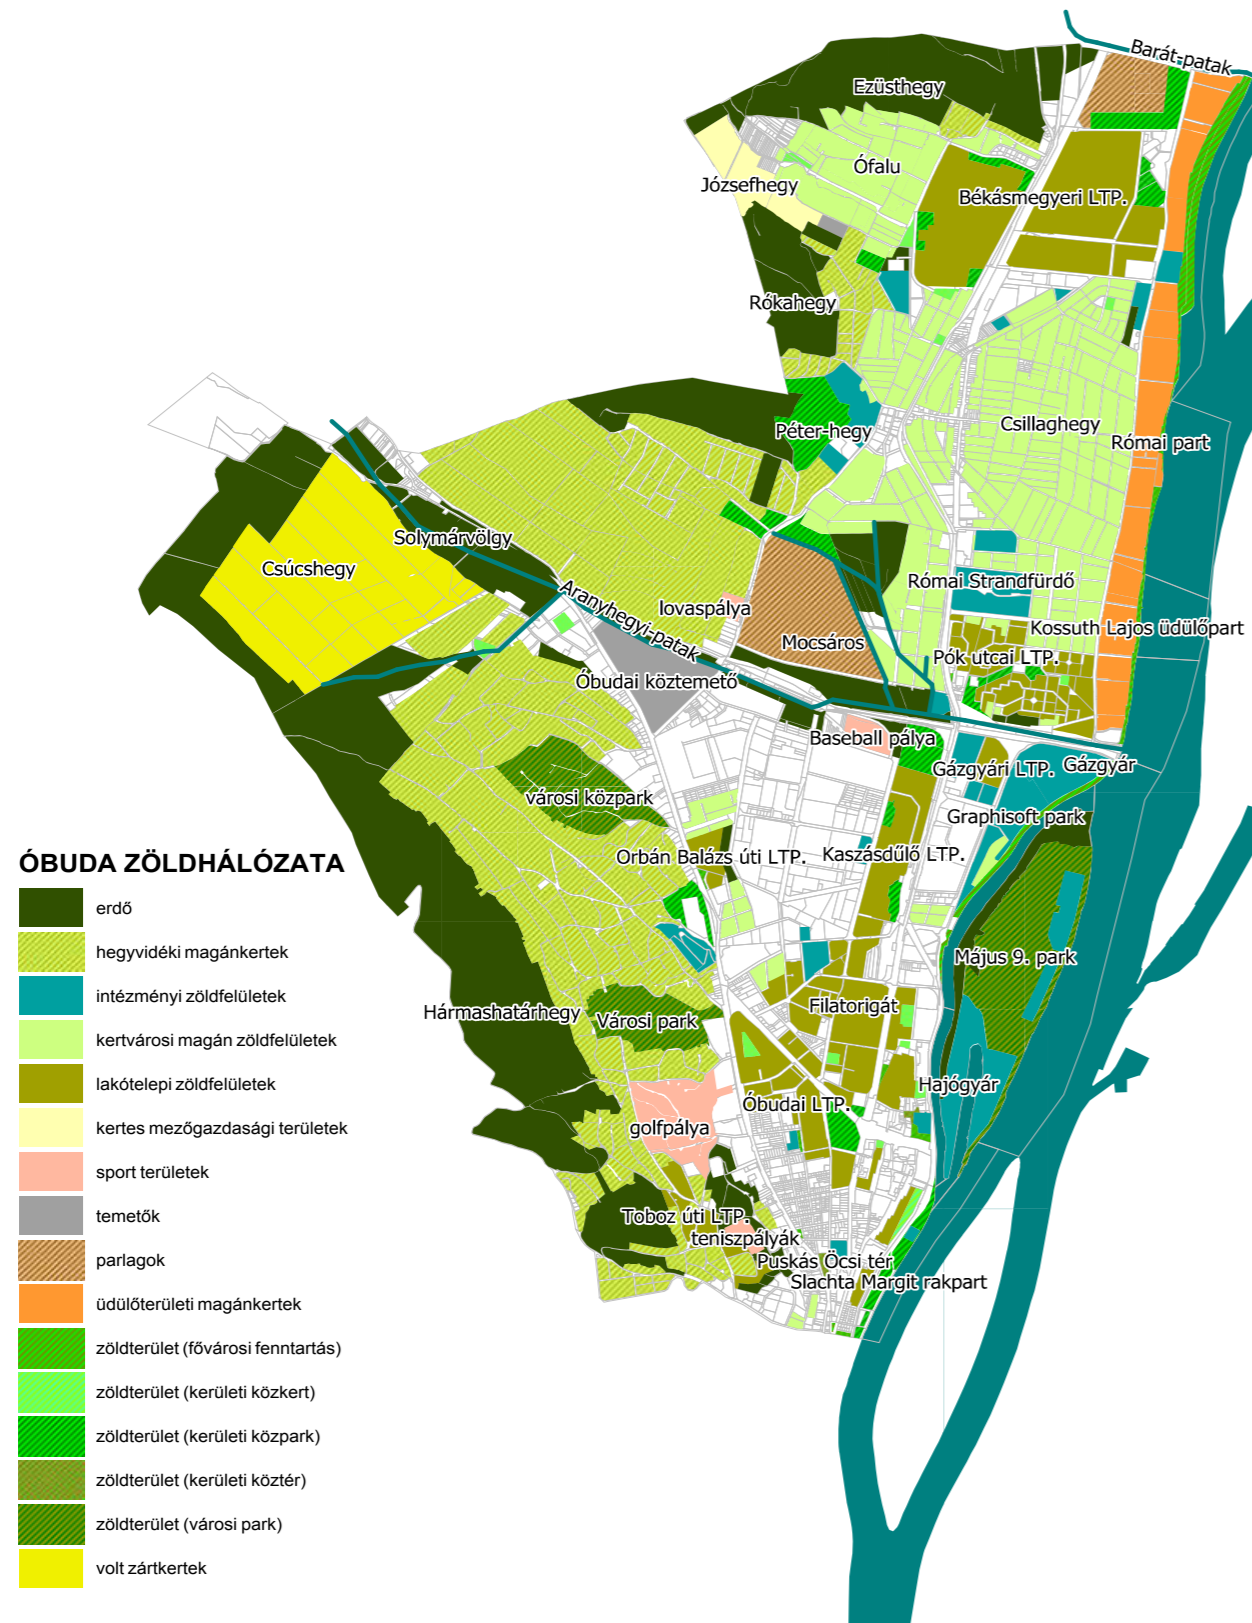 Barát-patak
Ezüsthegy
Ófalu
Józsefhegy
Békásmegyeri LTP.
Rókahegy
Péter-hegy
Csillaghegy
Római part
Solymárvölgy
Csúcshegy
Aranyhegyi-patak
lovaspálya
Mocsáros
Római Strandfürdő
Kossuth Lajos üdülőpart
Pók utcai LTP.
Óbudai köztemető
Baseball pálya
Gázgyári LTP.
Gázgyár
városi közpark
Graphisoft park
Orbán Balázs úti LTP.
Kaszásdűlő LTP.
Május 9. park
Hármashatárhegy
Városi park
Filatorigát
Hajógyár
Óbudai LTP.
golfpálya
Toboz úti LTP.
teniszpályák
Puskás Öcsi tér
Slachta Margit rakpart
ÓBUDA ZÖLDHÁLÓZATA
erdő
hegyvidéki magánkertek
intézményi zöldfelületek
kertvárosi magán zöldfelületek
lakótelepi zöldfelületek
kertes mezőgazdasági területek
sport területek
temetők
parlagok
üdülőterületi magánkertek
zöldterület (fővárosi fenntartás)
zöldterület (kerületi közkert)
zöldterület (kerületi közpark)
zöldterület (kerületi köztér)
zöldterület (városi park)
volt zártkertek